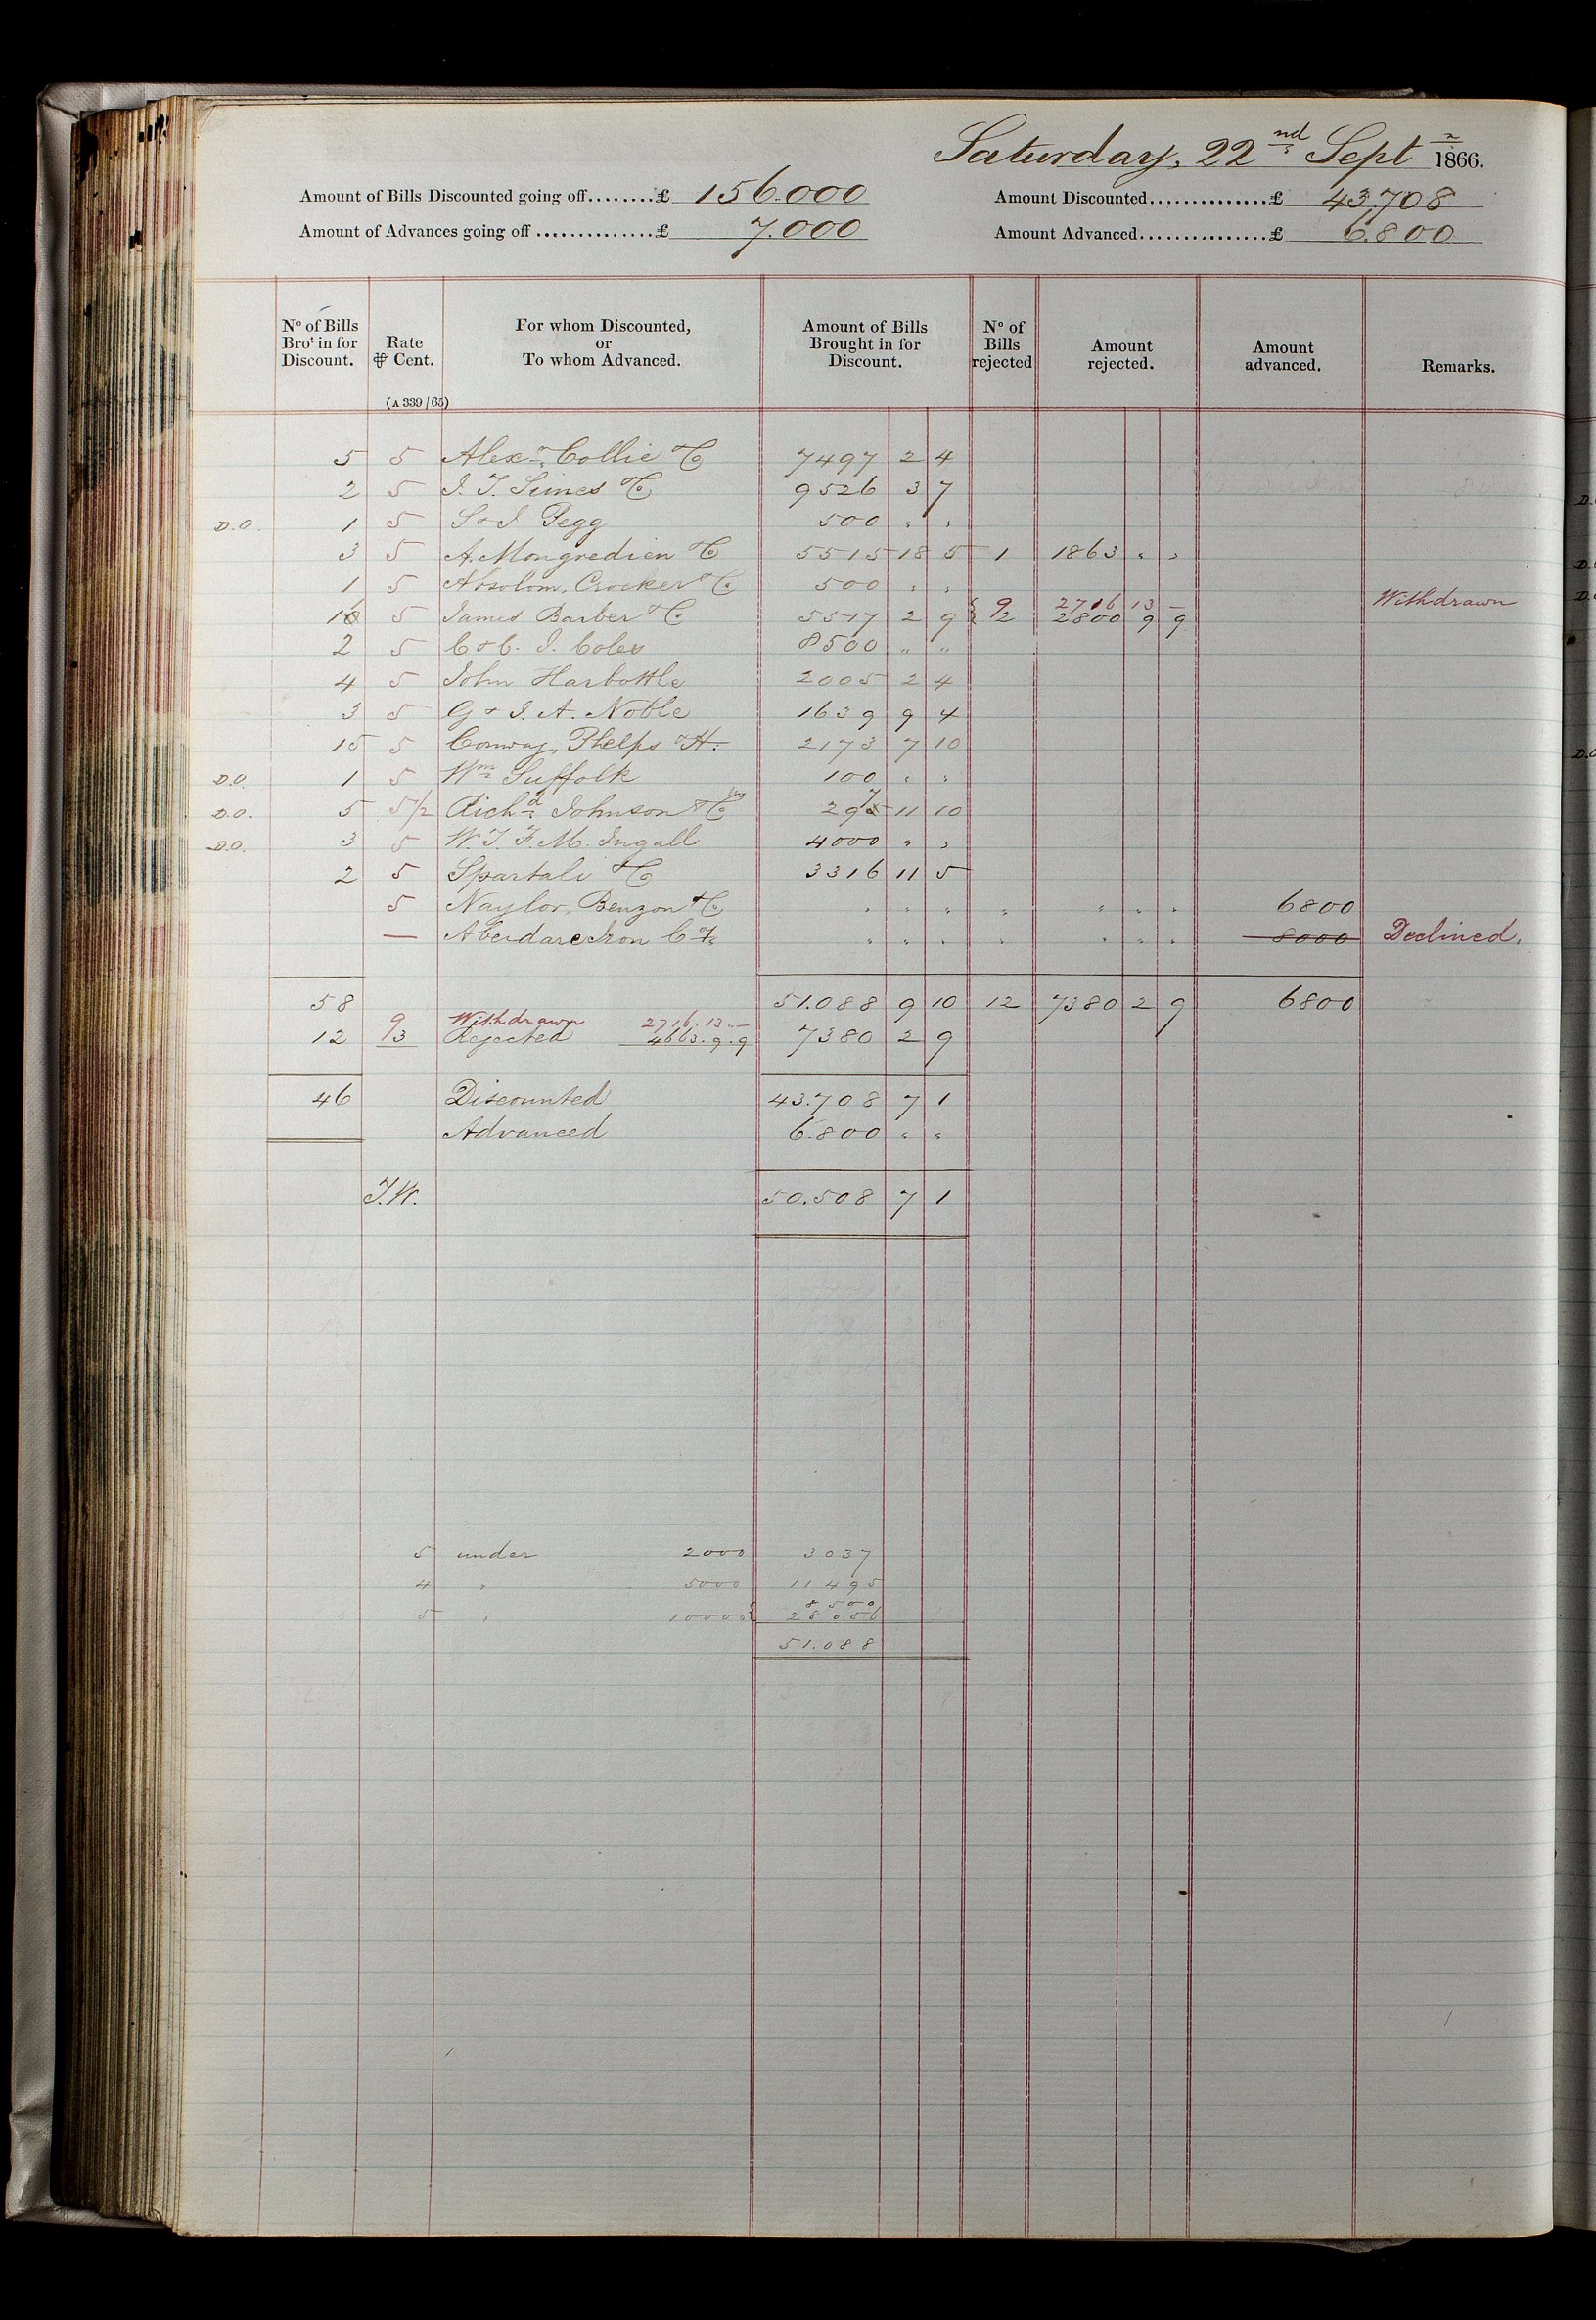 Saturday, 22nd Septr 1866.
Amount of Bills Discounted going off........£ 156.000 Amount Discounted..............£ 43,708
Amount of Advances going off ..............£ 7.000 Amount Advanced................£ 6.800
No of Bills Brot in for Discount. Rate ⅌ Cent. For whom Discounted, or To whom Advanced. Amount of Bills Brought in for Discount. No of Bills rejected Amount rejected. Amount advanced. Remarks.
(A 339/65)
5 5 Alexr Collie & Co 7497 2 4
2 5 I. T. Simes & Co 9526 3 7
D.O. 1 5 S & I Pegg 500 " "
3 5 A. Mongredien & Co 5515 18 5 1 1863 " "
1 5 Absolom, Crocker & Co 500 " "
9 2716 13 — Withdrawn
16 5 James Barber & Co 5517 2 9 2 2800 9 9
2 5 C & C. I. Coles 8500 " "
4 5 John Harbottle 2005 2 4
3 5 G & I. A. Noble 1639 9 4
15 5 Conway, Phelps & H. 2173 7 10
D.O. 1 5 Wm Suffolk 100 " "
D.O. 5 5/2 Richd Johnson & Co 297 11 10
D.O. 3 5 W. T. F. M. Ingall 4000 " "
2 5 Spartali & Co 3316 11 5
5 Naylor, Benzon & Co " " " " " " " 6800
— Aberdare Iron Co " " " " " " " 8000 Declined.
58 51.088 9 10 12 7380 2 9 6800
9 Withdrawn 2716.13.—
12 3 Rejected 4663.9.9 7380 2 9
46 Discounted 43.708 7 1
Advanced 6.800 " "
J.W. 50.508 7 1
5 under 2000 3037
4 " 5000 11495
8500
5 " 10000 28056
51.088